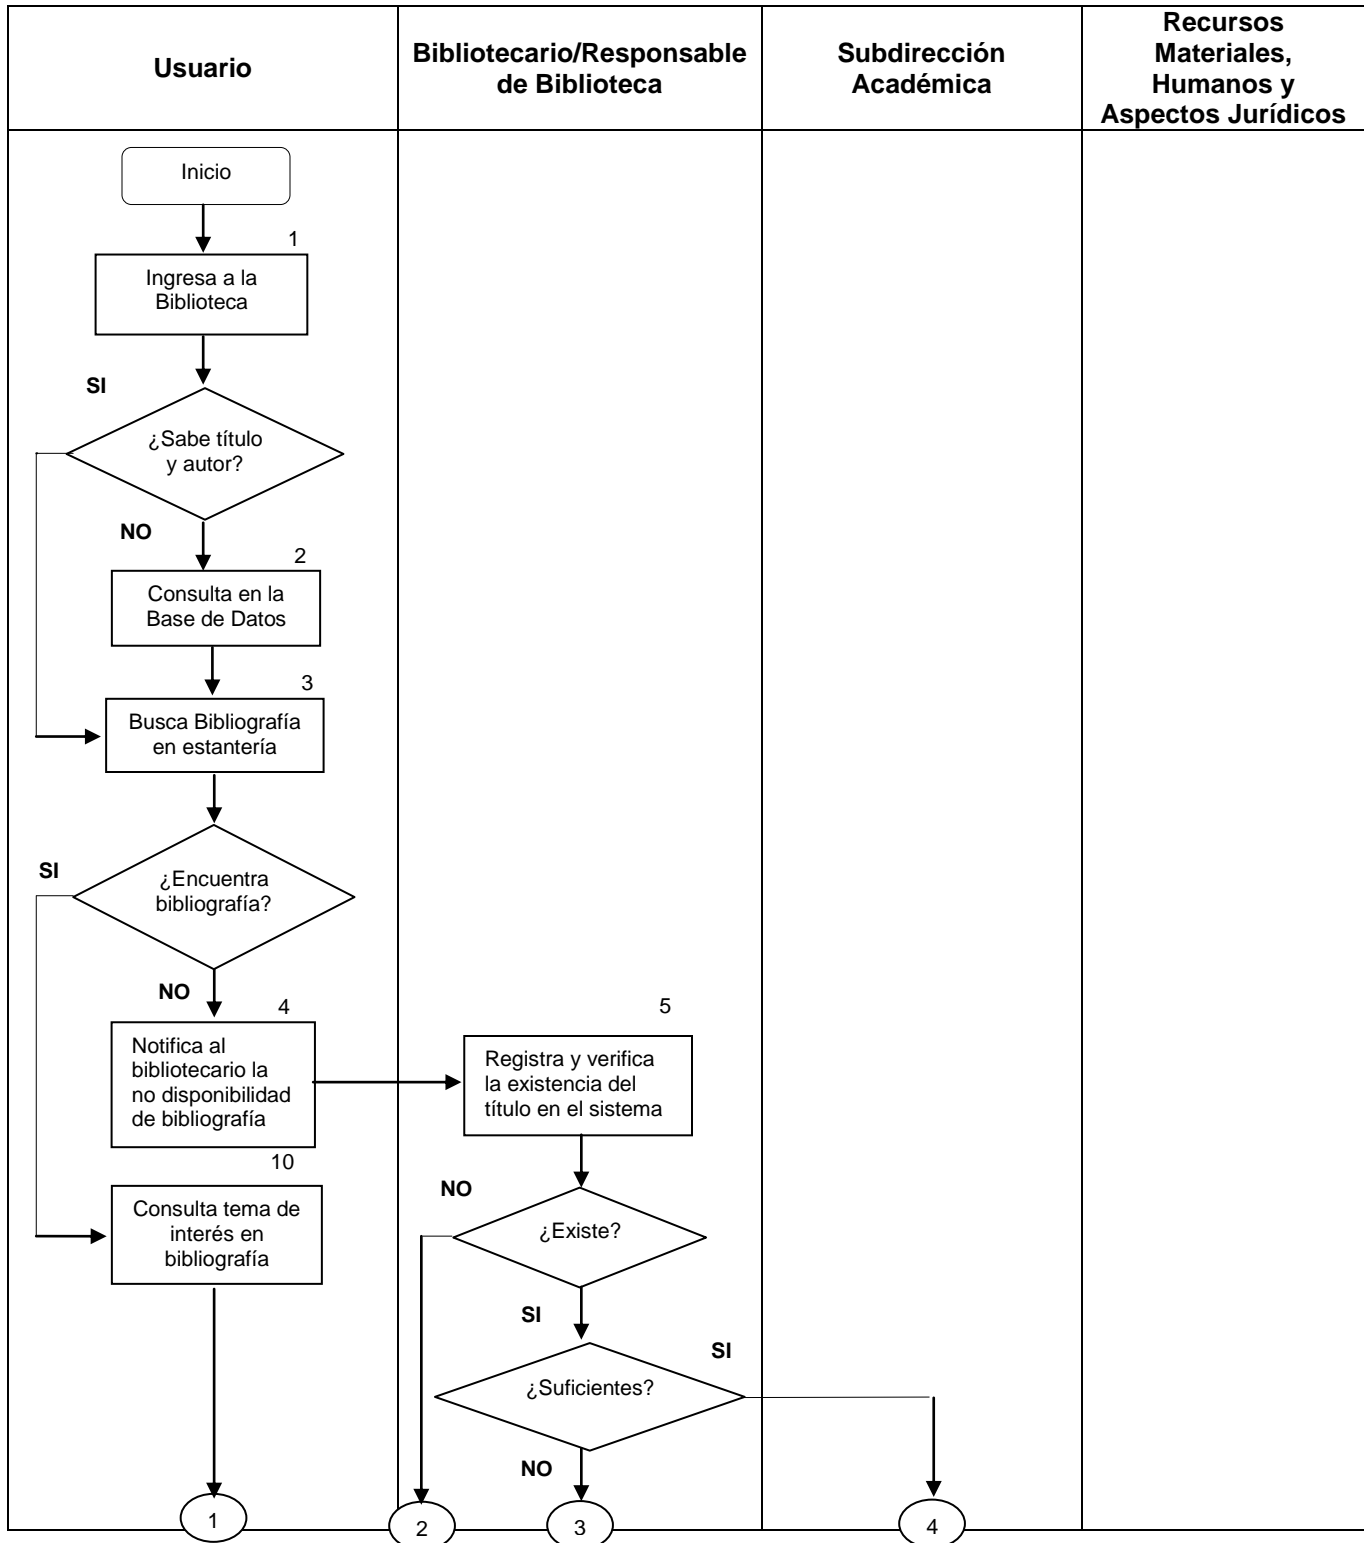 Usuario
Bibliotecario/Responsable
de Biblioteca
Subdirección
Académica
Recursos
Materiales,
Humanos y
Aspectos Jurídicos
Inicio
1
Ingresa a la
Biblioteca
SI
¿Sabe título
y autor?
NO
2
Consulta en la
Base de Datos
3
Busca Bibliografía
en estantería
SI
¿Encuentra
bibliografía?
NO
4
Notifica al
bibliotecario la
no disponibilidad
de bibliografía
5
Registra y verifica
la existencia del
título en el sistema
10
Consulta tema de
interés en
bibliografía
NO
¿Existe?
SI
SI
¿Suficientes?
NO
1
2
3
4